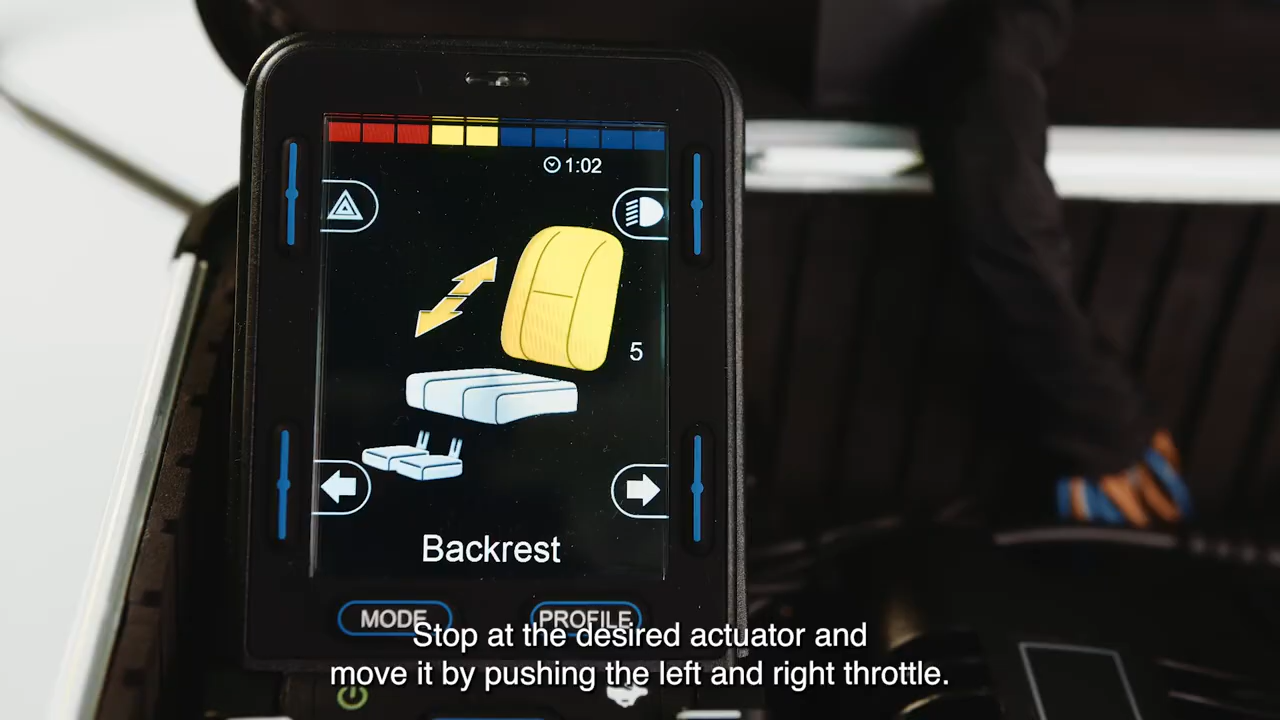 1:02
5
Backrest
MODE
PROFILE
Stop at the desired actuator and
move it by pushing the left and right throttle.